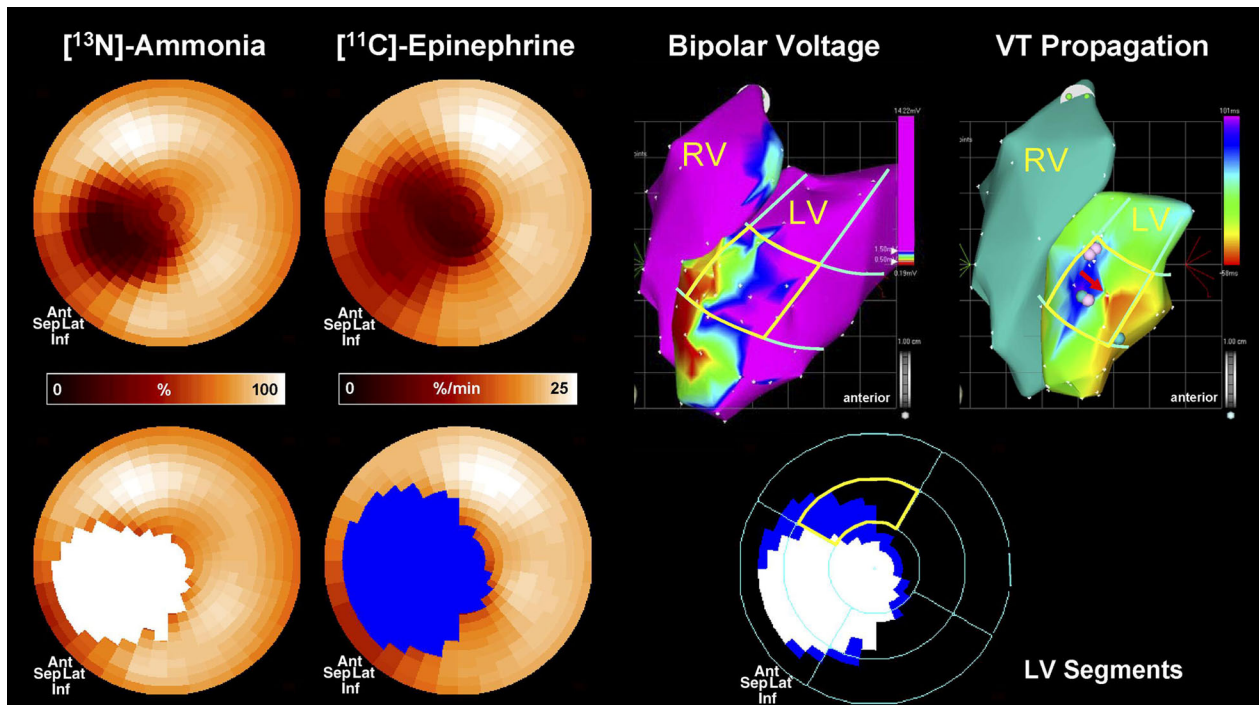 [¹³N]-Ammonia
[¹¹C]-Epinephrine
Bipolar Voltage
VT Propagation
RV
LV
14.22mV
1.50mV
0.50mV
0.19mV
1.00 cm
anterior
RV
LV
101ms
-58ms
1.00 cm
anterior
Ant
Sep Lat
Inf
Ant
Sep Lat
Inf
0 % 100
0 %/min 25
Ant
Sep Lat
Inf
Ant
Sep Lat
Inf
Ant
Sep Lat
Inf
LV Segments